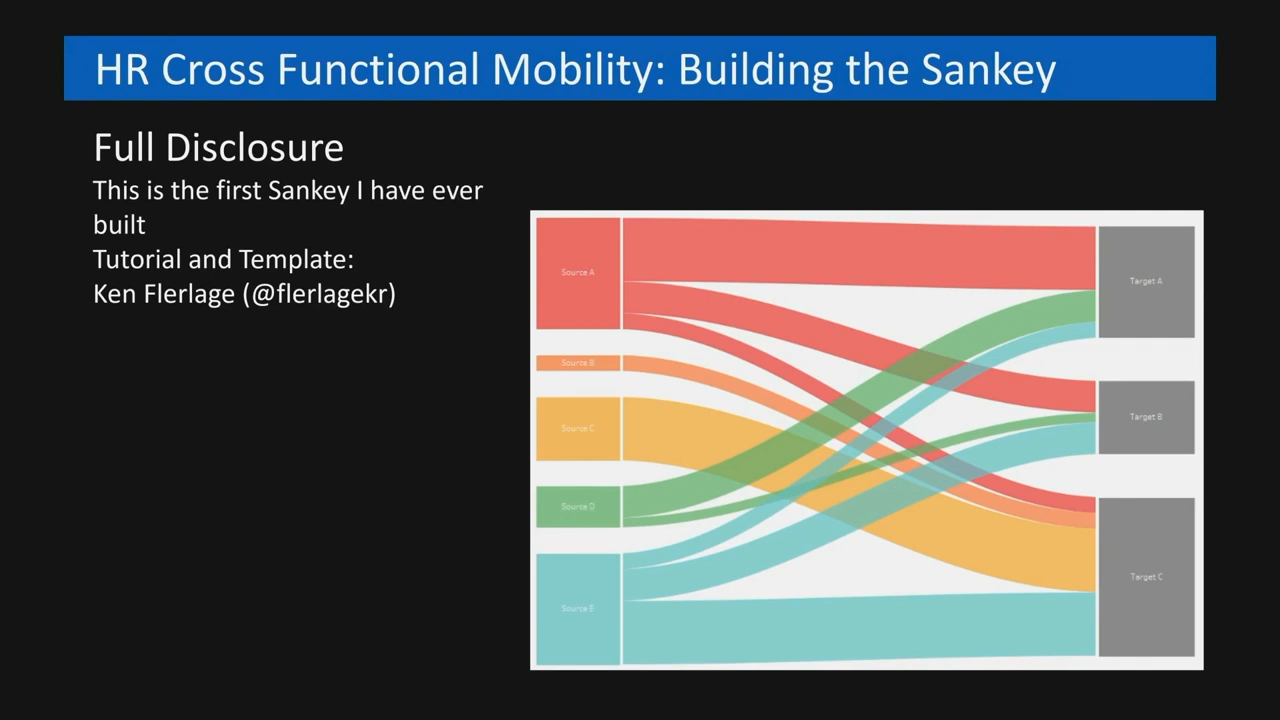 HR Cross Functional Mobility: Building the Sankey
Full Disclosure
This is the first Sankey I have ever
built
Tutorial and Template:
Ken Flerlage (@flerlagekr)
Source A
Source B
Source C
Source D
Source E
Target A
Target B
Target C